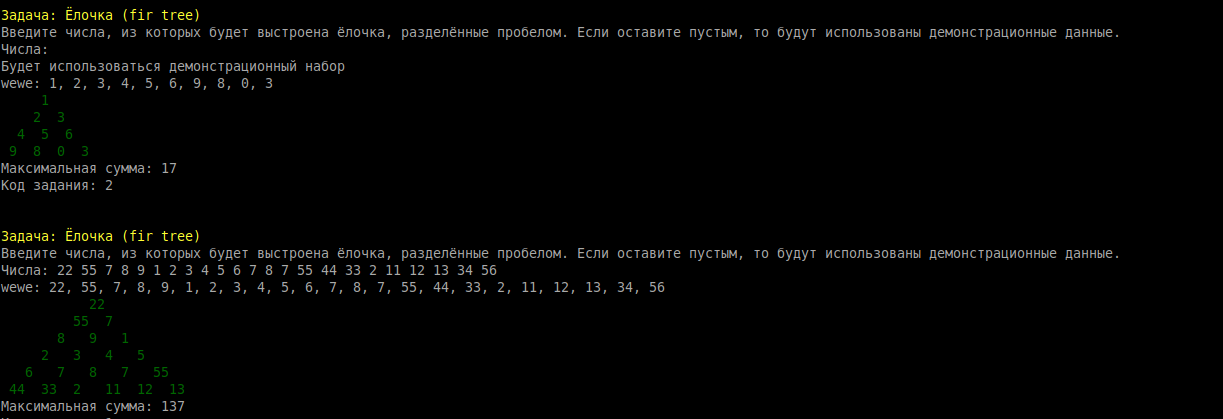 Задача: Ёлочка (fir tree)
Введите числа, из которых будет выстроена ёлочка, разделённые пробелом. Если оставите пустым, то будут использованы демонстрационные данные.
Числа:
Будет использоваться демонстрационный набор
wewe: 1, 2, 3, 4, 5, 6, 9, 8, 0, 3
1
2 3
4 5 6
9 8 0 3
Максимальная сумма: 17
Код задания: 2
Задача: Ёлочка (fir tree)
Введите числа, из которых будет выстроена ёлочка, разделённые пробелом. Если оставите пустым, то будут использованы демонстрационные данные.
Числа: 22 55 7 8 9 1 2 3 4 5 6 7 8 7 55 44 33 2 11 12 13 34 56
wewe: 22, 55, 7, 8, 9, 1, 2, 3, 4, 5, 6, 7, 8, 7, 55, 44, 33, 2, 11, 12, 13, 34, 56
22
55 7
8 9 1
2 3 4 5
6 7 8 7 55
44 33 2 11 12 13
Максимальная сумма: 137